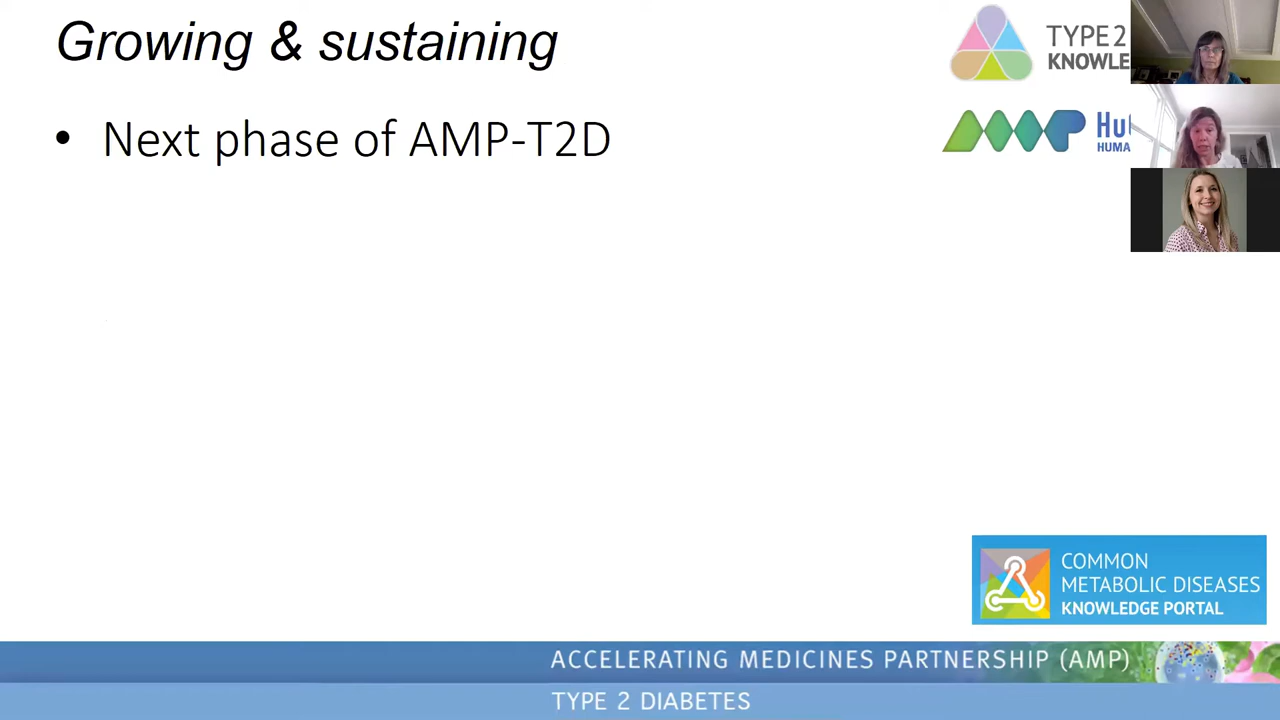 Growing & sustaining
• Next phase of AMP-T2D
TYPE 2
KNOWLE
AMP
HUMA
COMMON
METABOLIC DISEASES
KNOWLEDGE PORTAL
ACCELERATING MEDICINES PARTNERSHIP (AMP)
TYPE 2 DIABETES